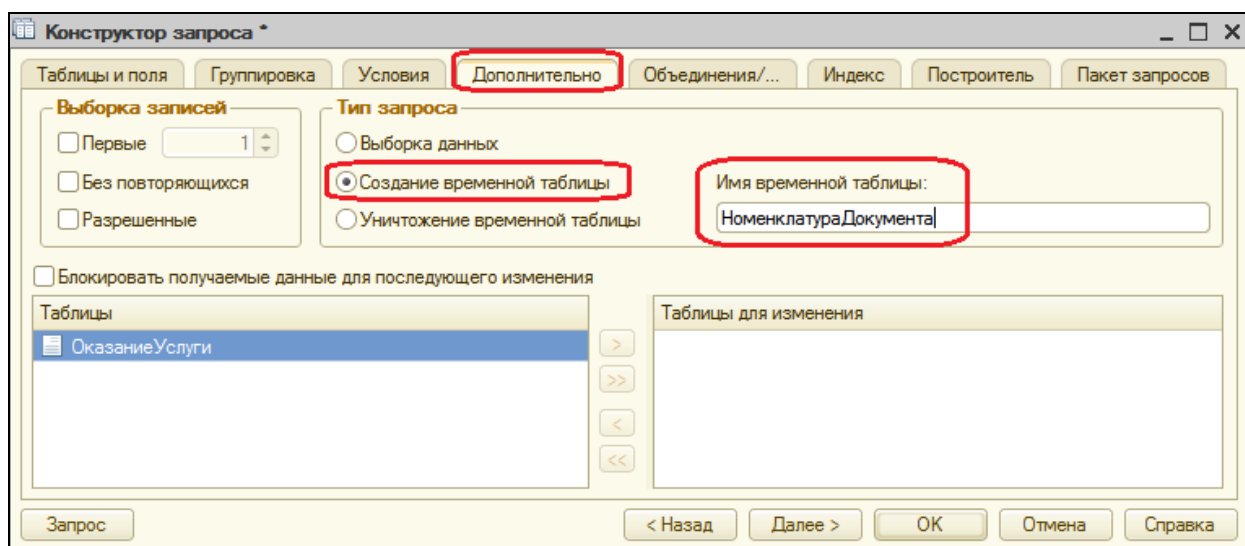 Конструктор запроса *
Таблицы и поля Группировка Условия Дополнительно Объединения/... Индекс Построитель Пакет запросов
Выборка записей Тип запроса
Первые 1 Выборка данных
Без повторяющихся Создание временной таблицы Имя временной таблицы:
Разрешенные Уничтожение временной таблицы НоменклатураДокумента
Блокировать получаемые данные для последующего изменения
Таблицы Таблицы для изменения
ОказаниеУслуги >
>>
<
<<
Запрос < Назад Далее > OK Отмена Справка